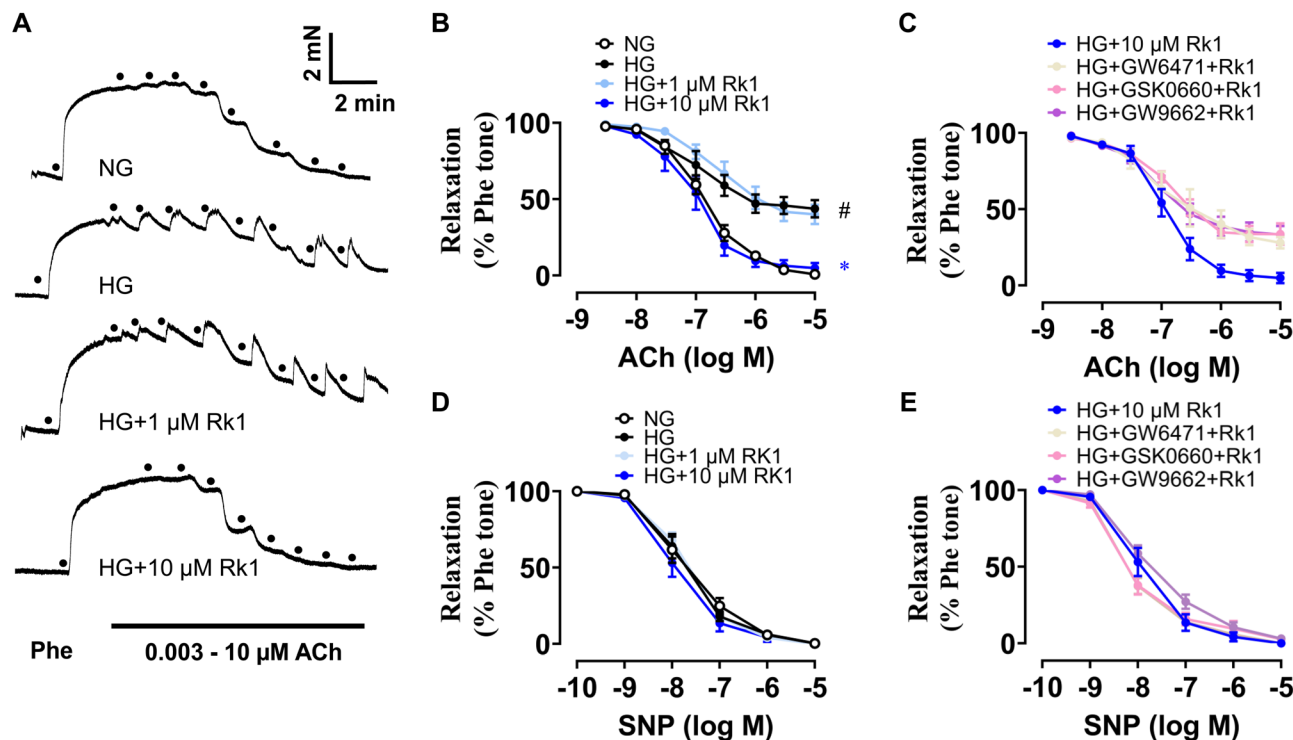 A
2 mN
2 min
NG
HG
HG+1 µM Rk1
HG+10 µM Rk1
Phe
0.003 - 10 µM ACh
B
NG
HG
HG+1 µM Rk1
HG+10 µM Rk1
Relaxation
(% Phe tone)
100
50
0
#
*
-9 -8 -7 -6 -5
ACh (log M)
C
HG+10 µM Rk1
HG+GW6471+Rk1
HG+GSK0660+Rk1
HG+GW9662+Rk1
Relaxation
(% Phe tone)
100
50
0
-9 -8 -7 -6 -5
ACh (log M)
D
NG
HG
HG+1 µM RK1
HG+10 µM RK1
Relaxation
(% Phe tone)
100
50
0
-10 -9 -8 -7 -6 -5
SNP (log M)
E
HG+10 µM Rk1
HG+GW6471+Rk1
HG+GSK0660+Rk1
HG+GW9662+Rk1
Relaxation
(% Phe tone)
100
50
0
-10 -9 -8 -7 -6 -5
SNP (log M)